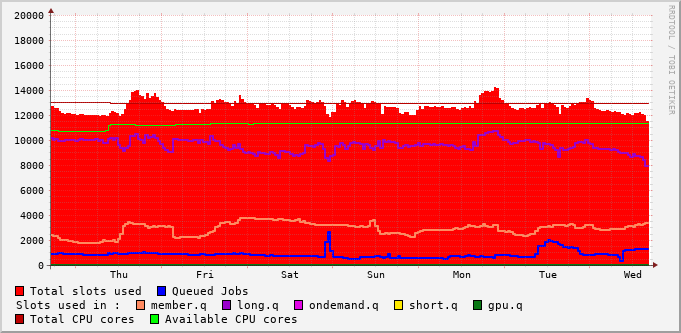 20000
18000
16000
14000
12000
10000
8000
6000
4000
2000
0
Thu Fri Sat Sun Mon Tue Wed
RRDTOOL / TOBI OETIKER
Total slots used Queued Jobs
Slots used in : member.q long.q ondemand.q short.q gpu.q
Total CPU cores Available CPU cores